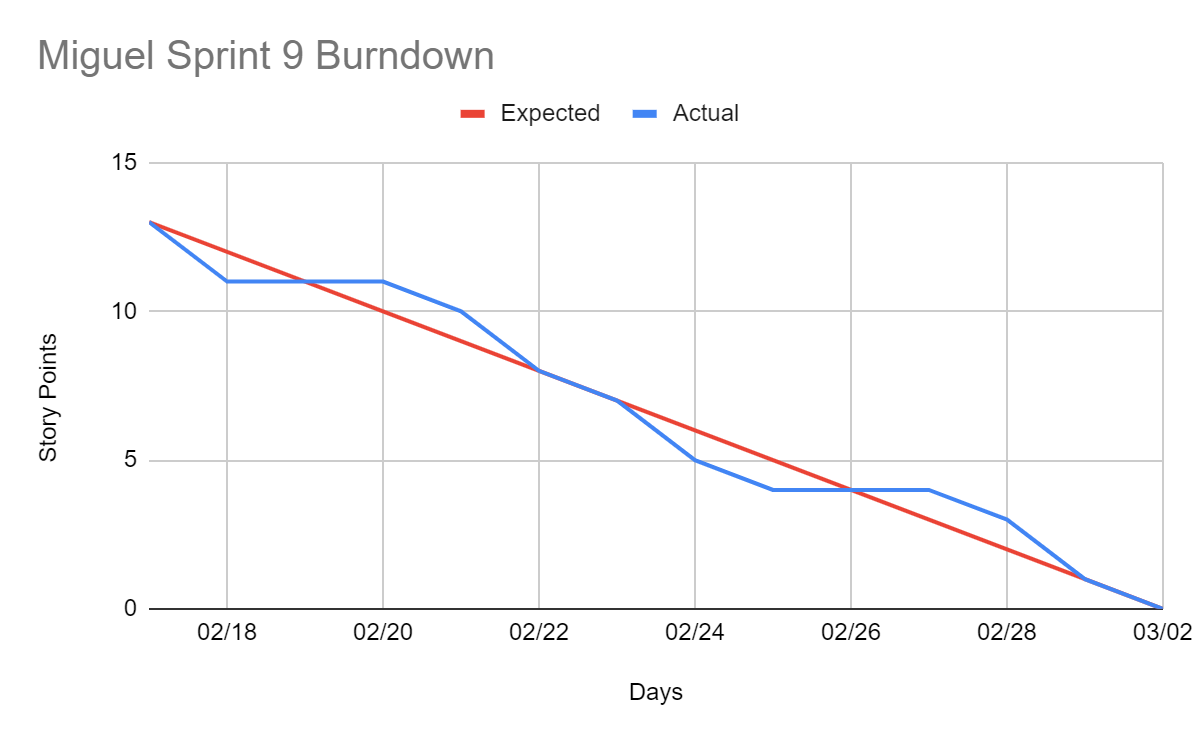 Miguel Sprint 9 Burndown
Expected Actual
15
10
5
0
Story Points
02/18 02/20 02/22 02/24 02/26 02/28 03/02
Days